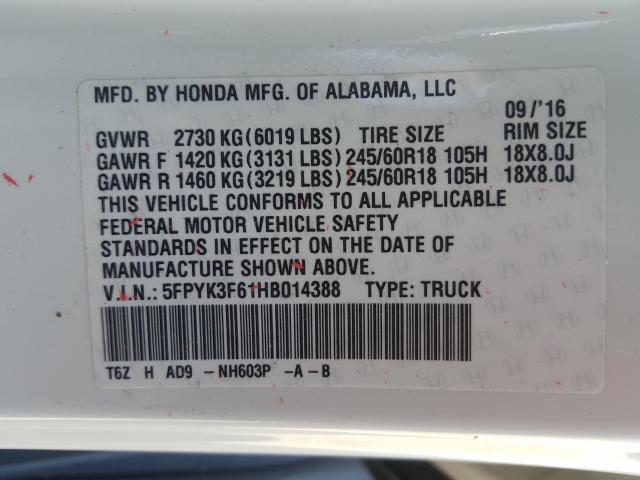 MFD. BY HONDA MFG. OF ALABAMA, LLC
09/'16
GVWR 2730 KG(6019 LBS) TIRE SIZE RIM SIZE
GAWR F 1420 KG(3131 LBS)245/60R18 105H 18X8.0J
GAWR R 1460 KG(3219 LBS)245/60R18 105H 18X8.0J
THIS VEHICLE CONFORMS TO ALL APPLICABLE
FEDERAL MOTOR VEHICLE SAFETY
STANDARDS IN EFFECT ON THE DATE OF
MANUFACTURE SHOWN ABOVE.
V.I.N.: 5FPYK3F61HB014388 TYPE: TRUCK
T6Z H AD9 -NH603P -A-B